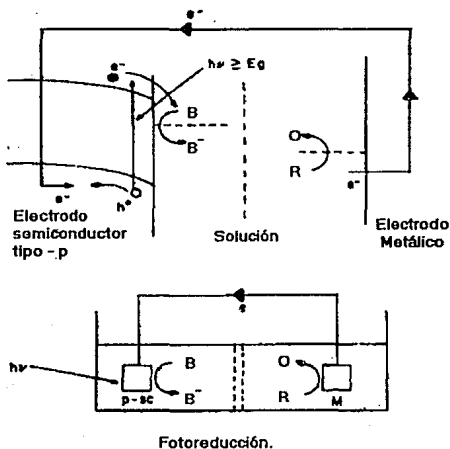 e⁻
e⁻
hν ≥ Eg
B
B⁻
O
R
e⁻
e⁻
h⁺
Electrodo
semiconductor
tipo - p
Solución
Electrodo
Metálico
hν
B
B⁻
p-sc
O
R
M
Fotoreducción.